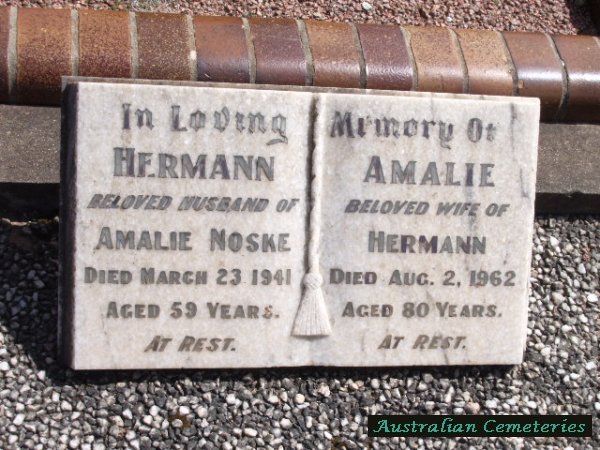 In Loving
HERMANN
BELOVED HUSBAND OF
AMALIE NOSKE
DIED MARCH 23 1941
AGED 59 YEARS.
AT REST.
Memory Of
AMALIE
BELOVED WIFE OF
HERMANN
DIED AUG. 2, 1962
AGED 80 YEARS.
AT REST.
Australian Cemeteries